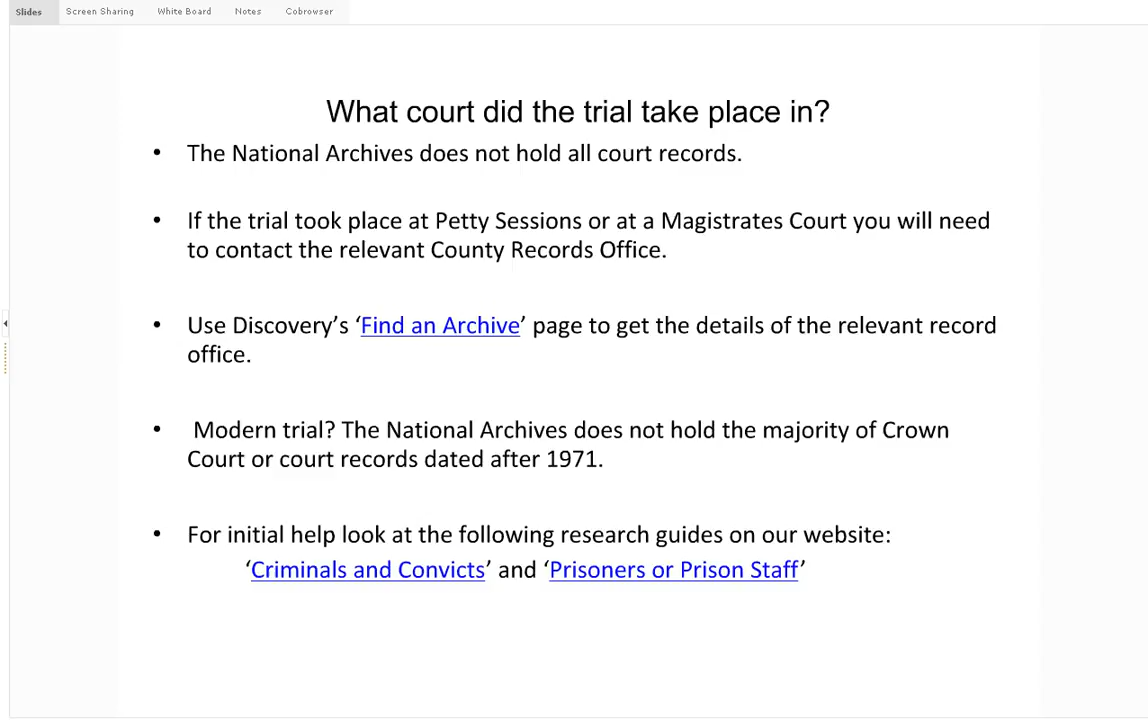 Slides Screen Sharing White Board Notes Cobrowser
What court did the trial take place in?
• The National Archives does not hold all court records.
• If the trial took place at Petty Sessions or at a Magistrates Court you will need
to contact the relevant County Records Office.
• Use Discovery’s ‘Find an Archive’ page to get the details of the relevant record
office.
• Modern trial? The National Archives does not hold the majority of Crown
Court or court records dated after 1971.
• For initial help look at the following research guides on our website:
‘Criminals and Convicts’ and ‘Prisoners or Prison Staff’